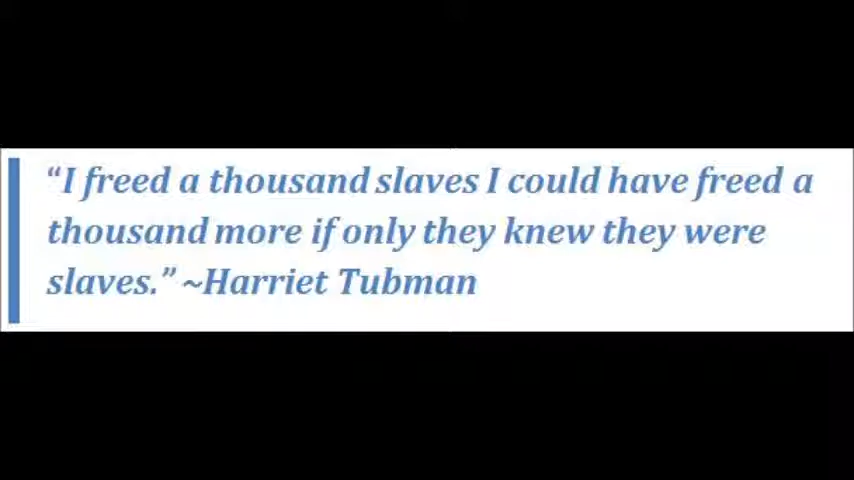 “I freed a thousand slaves I could have freed a
thousand more if only they knew they were
slaves.” ~Harriet Tubman